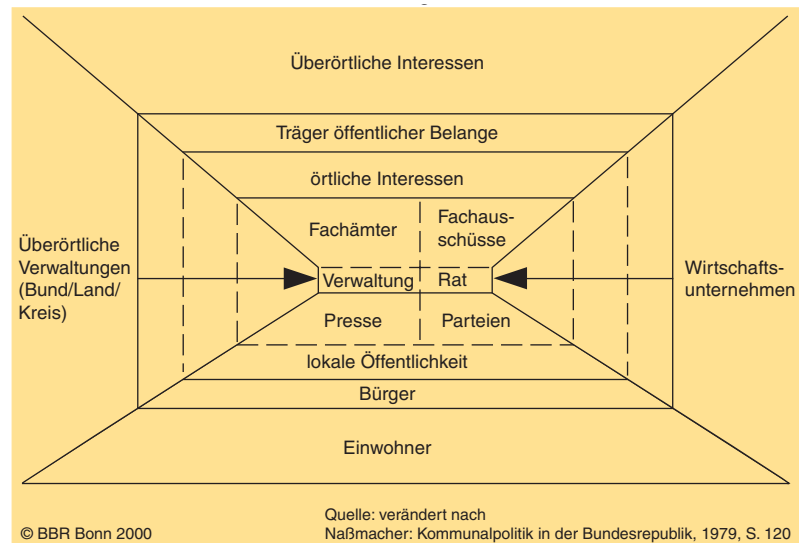 Überörtliche Interessen
Träger öffentlicher Belange
örtliche Interessen
Fachämter
Fachaus-
schüsse
Überörtliche
Verwaltungen
(Bund/Land/
Kreis)
Verwaltung
Rat
Wirtschafts-
unternehmen
Presse
Parteien
lokale Öffentlichkeit
Bürger
Einwohner
© BBR Bonn 2000
Quelle: verändert nach
Naßmacher: Kommunalpolitik in der Bundesrepublik, 1979, S. 120